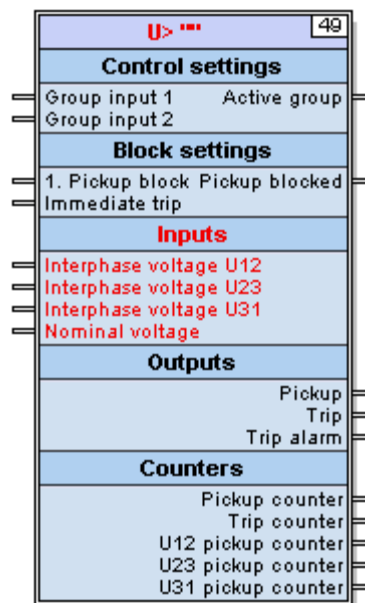 U> "" 49
Control settings
Group input 1 Active group
Group input 2
Block settings
1. Pickup block Pickup blocked
Immediate trip
Inputs
Interphase voltage U12
Interphase voltage U23
Interphase voltage U31
Nominal voltage
Outputs
Pickup
Trip
Trip alarm
Counters
Pickup counter
Trip counter
U12 pickup counter
U23 pickup counter
U31 pickup counter